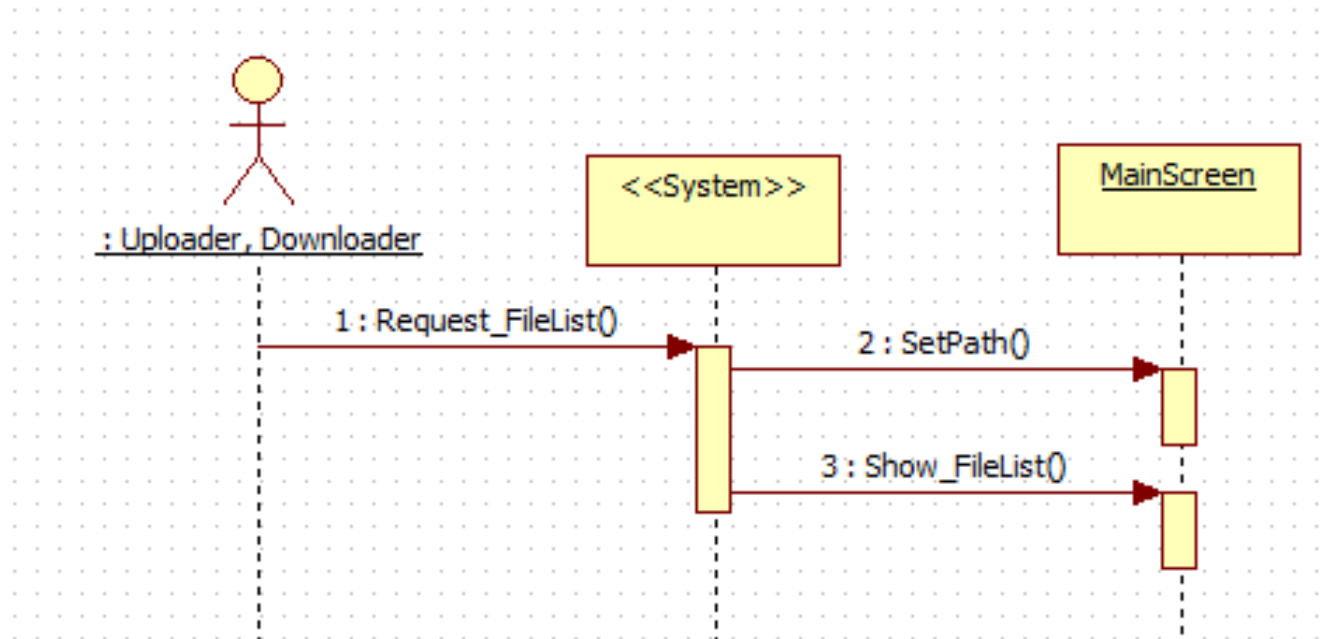 <<System>>
MainScreen
: Uploader, Downloader
1 : Request_FileList()
2 : SetPath()
3 : Show_FileList()